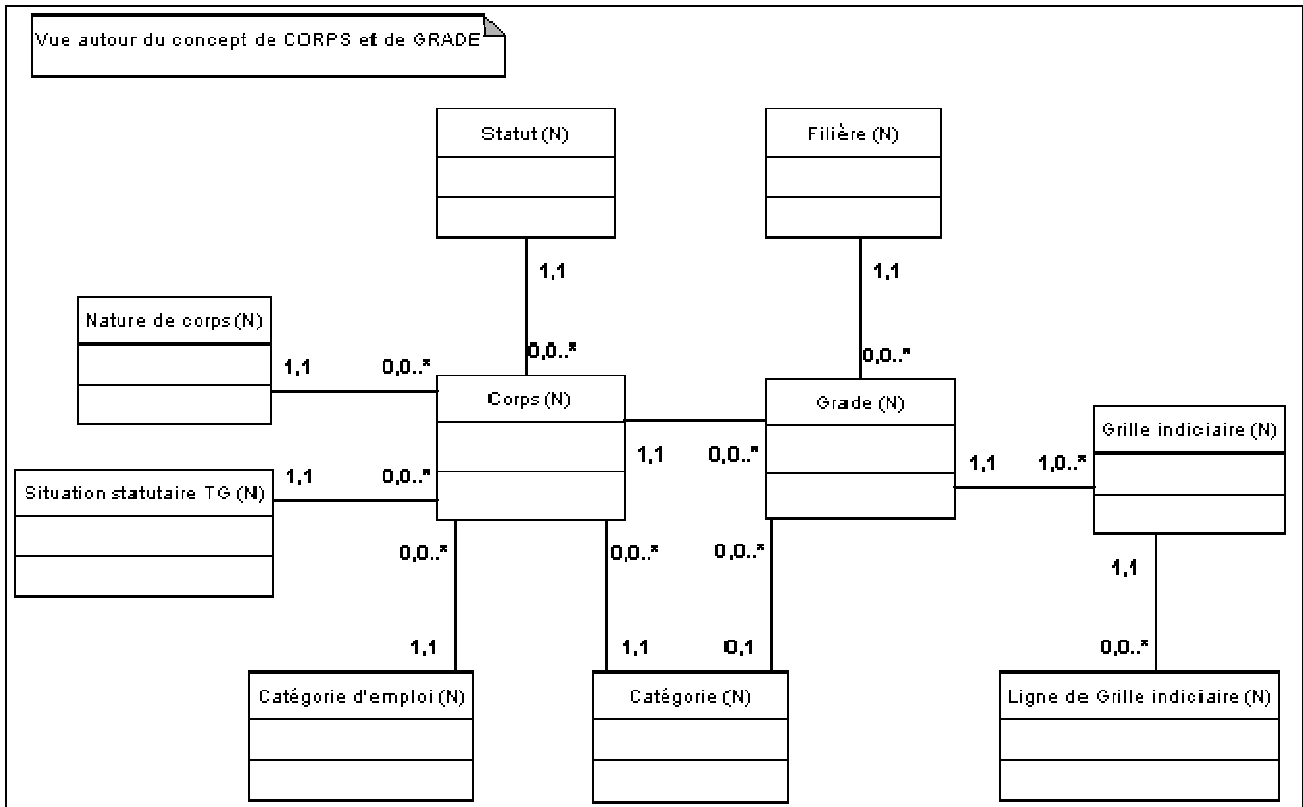 Vue autour du concept de CORPS et de GRADE
Statut (N)
Filière (N)
1,1
1,1
Nature de corps (N)
1,1
0,0..*
0,0..*
0,0..*
Corps (N)
Grade (N)
Grille indiciaire (N)
1,1
0,0..*
1,1
1,0..*
Situation statutaire TG (N)
1,1
0,0..*
0,0..*
0,0..*
0,0..*
1,1
1,1
1,1
0,1
0,0..*
Catégorie d'emploi (N)
Catégorie (N)
Ligne de Grille indiciaire (N)